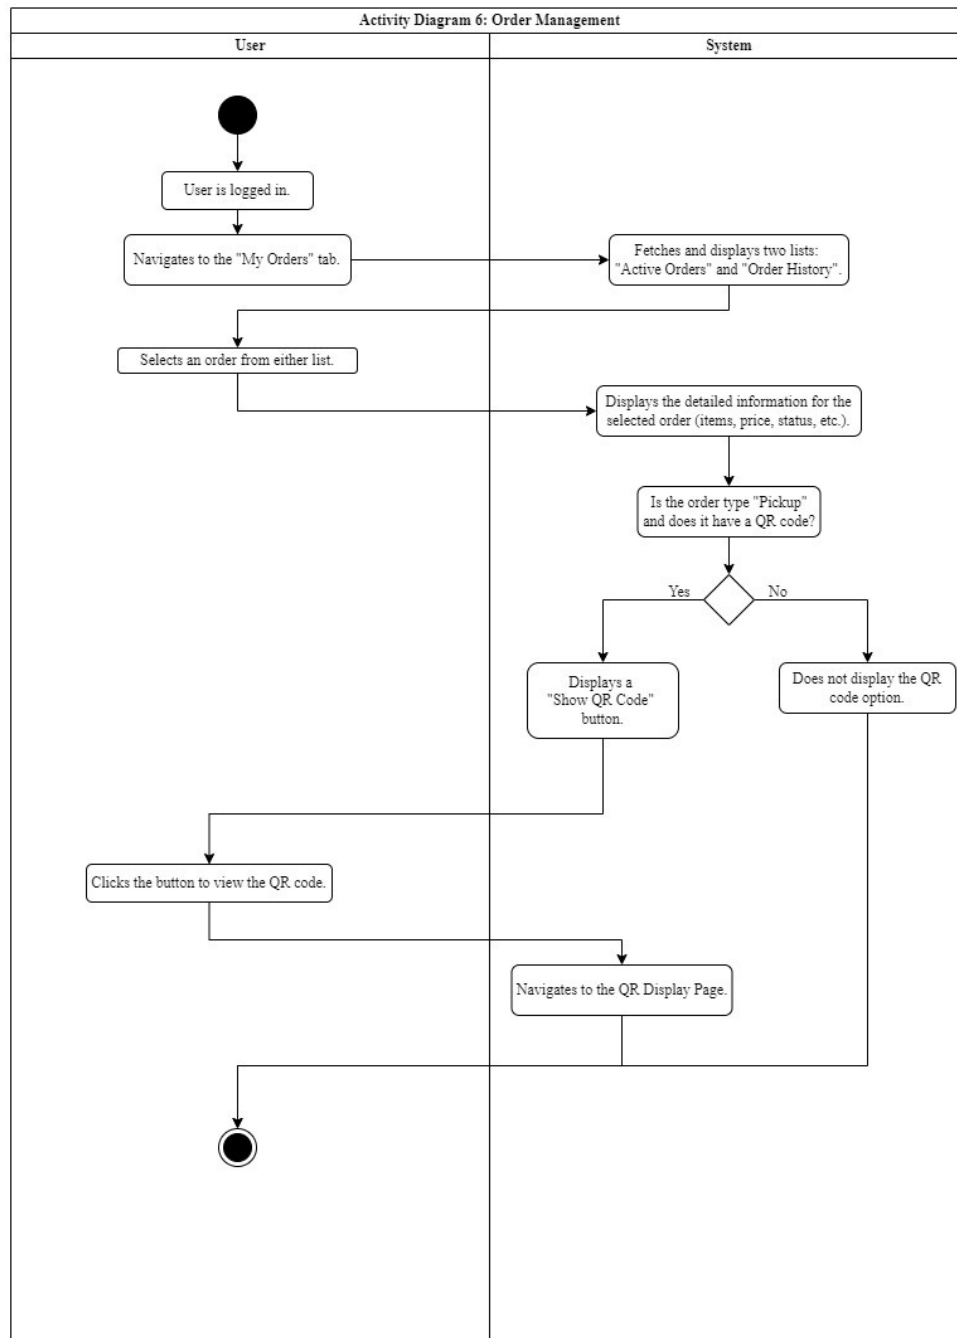 Activity Diagram 6: Order Management
User
System
User is logged in.
Navigates to the "My Orders" tab.
Fetches and displays two lists:
"Active Orders" and "Order History".
Selects an order from either list.
Displays the detailed information for the
selected order (items, price, status, etc.).
Is the order type "Pickup"
and does it have a QR code?
Yes
No
Displays a
"Show QR Code"
button.
Does not display the QR
code option.
Clicks the button to view the QR code.
Navigates to the QR Display Page.